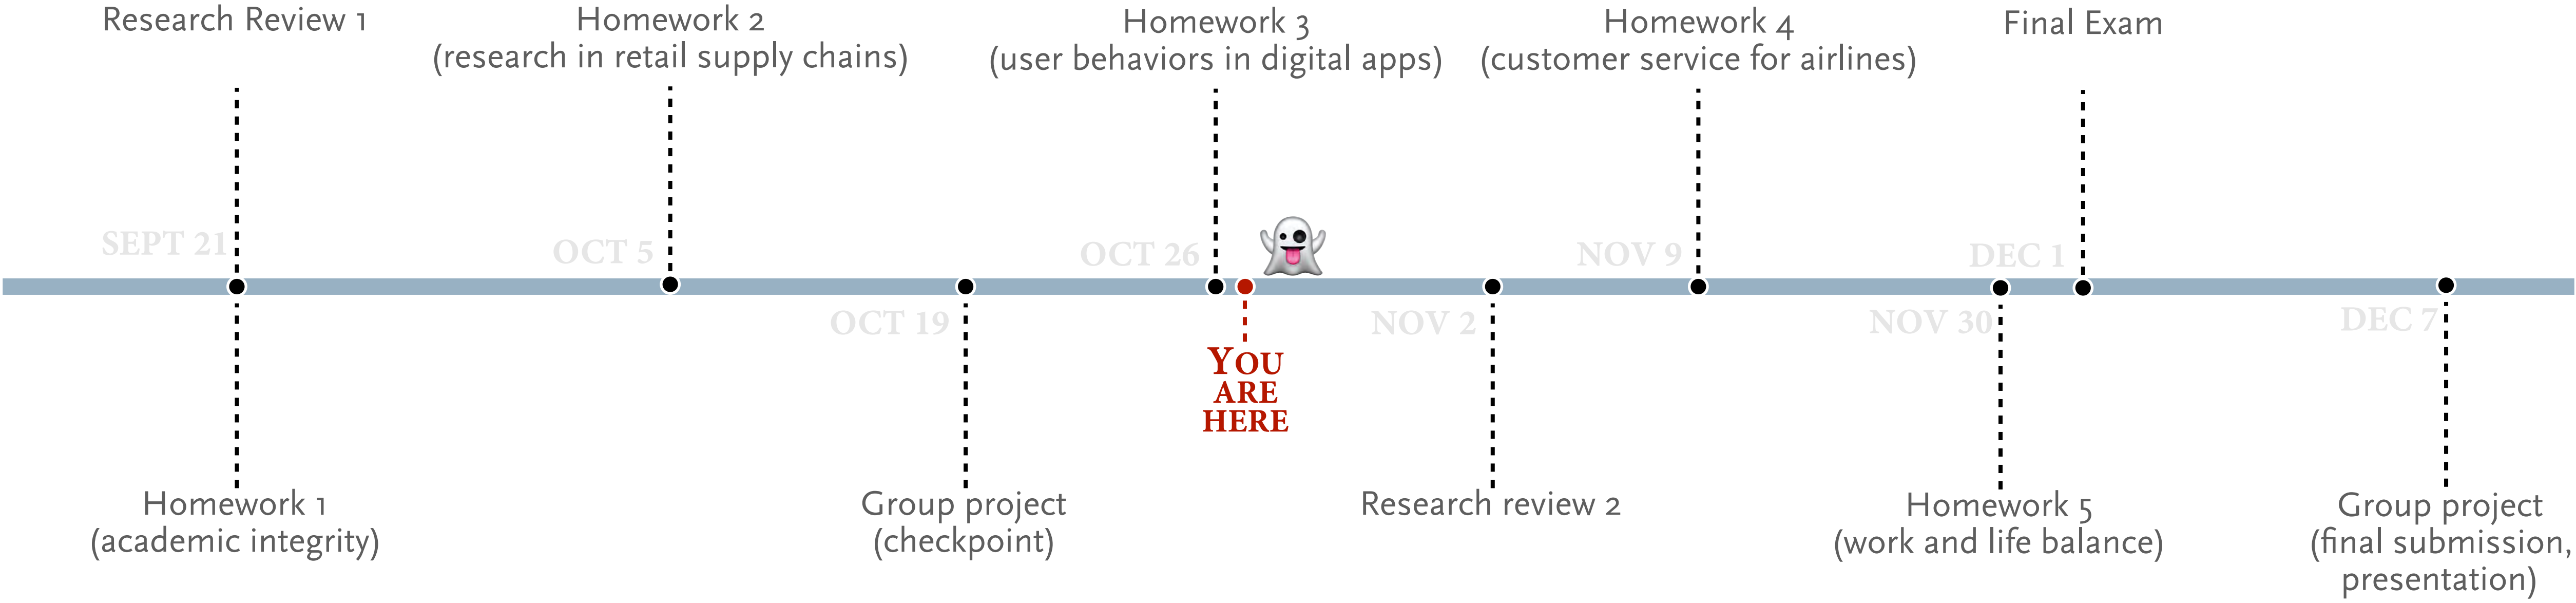 Research Review 1
Homework 2
(research in retail supply chains)
Homework 3
(user behaviors in digital apps)
Homework 4
(customer service for airlines)
Final Exam
SEPT 21
OCT 5
OCT 26
NOV 9
DEC 1
OCT 19
NOV 2
NOV 30
DEC 7
YOU
ARE
HERE
Homework 1
(academic integrity)
Group project
(checkpoint)
Research review 2
Homework 5
(work and life balance)
Group project
(final submission,
presentation)